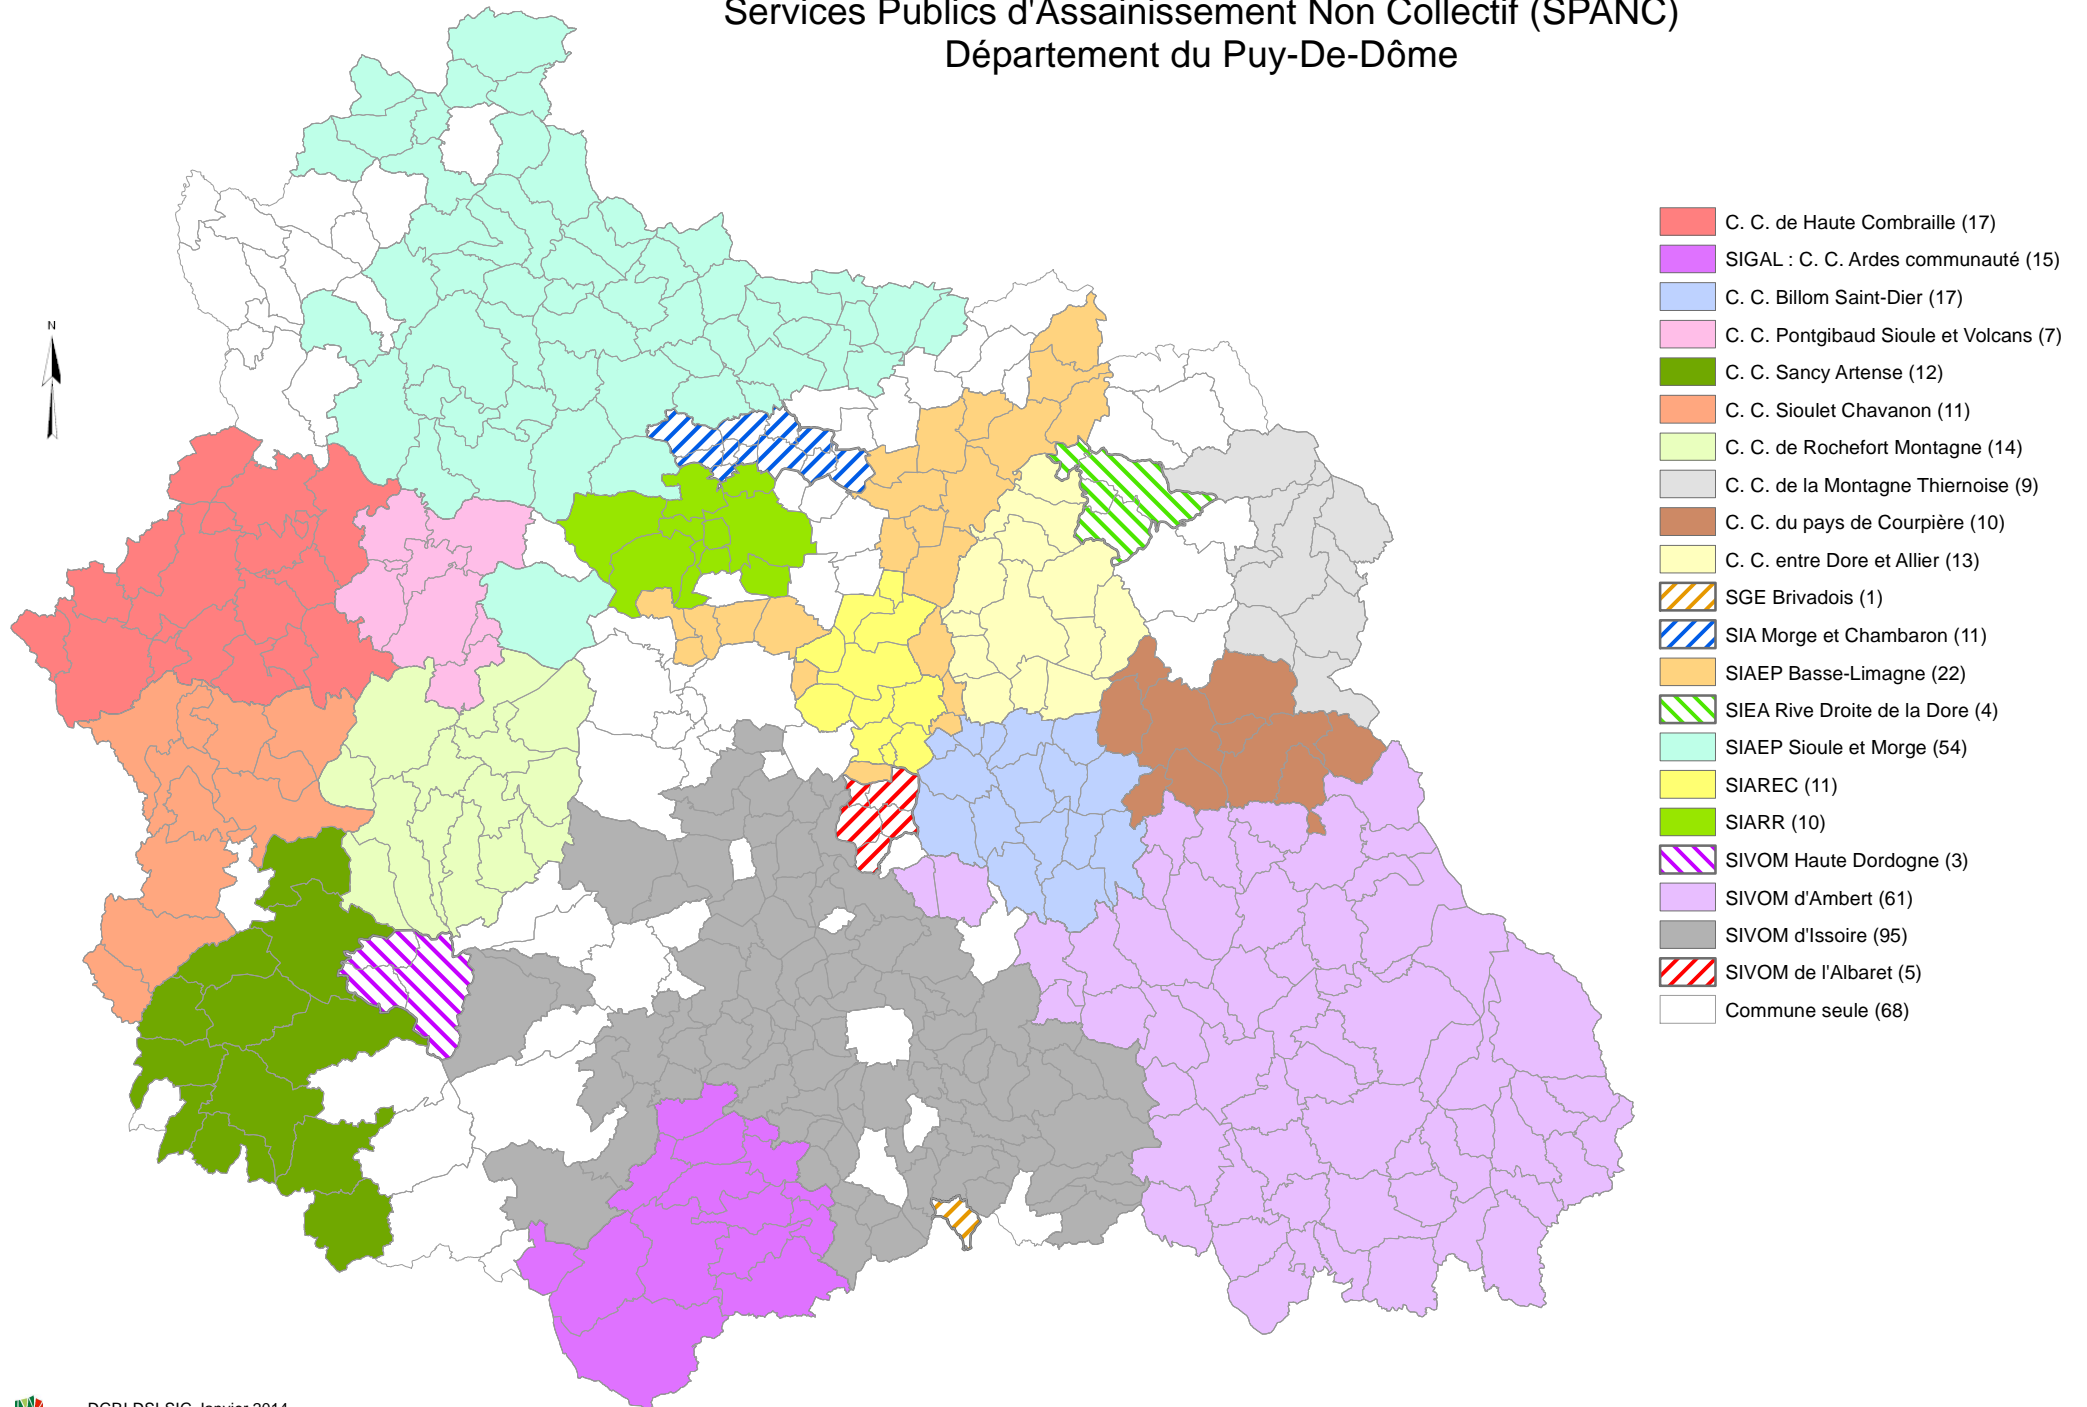 Services Publics d'Assainissement Non Collectif (SPANC)
Département du Puy-De-Dôme
N
C. C. de Haute Combraille (17)
SIGAL : C. C. Ardes communauté (15)
C. C. Billom Saint-Dier (17)
C. C. Pontgibaud Sioule et Volcans (7)
C. C. Sancy Artense (12)
C. C. Sioulet Chavanon (11)
C. C. de Rochefort Montagne (14)
C. C. de la Montagne Thiernoise (9)
C. C. du pays de Courpière (10)
C. C. entre Dore et Allier (13)
SGE Brivadois (1)
SIA Morge et Chambaron (11)
SIAEP Basse-Limagne (22)
SIEA Rive Droite de la Dore (4)
SIAEP Sioule et Morge (54)
SIAREC (11)
SIARR (10)
SIVOM Haute Dordogne (3)
SIVOM d'Ambert (61)
SIVOM d'Issoire (95)
SIVOM de l'Albaret (5)
Commune seule (68)
DGRI-DSI-SIG Janvier 2014